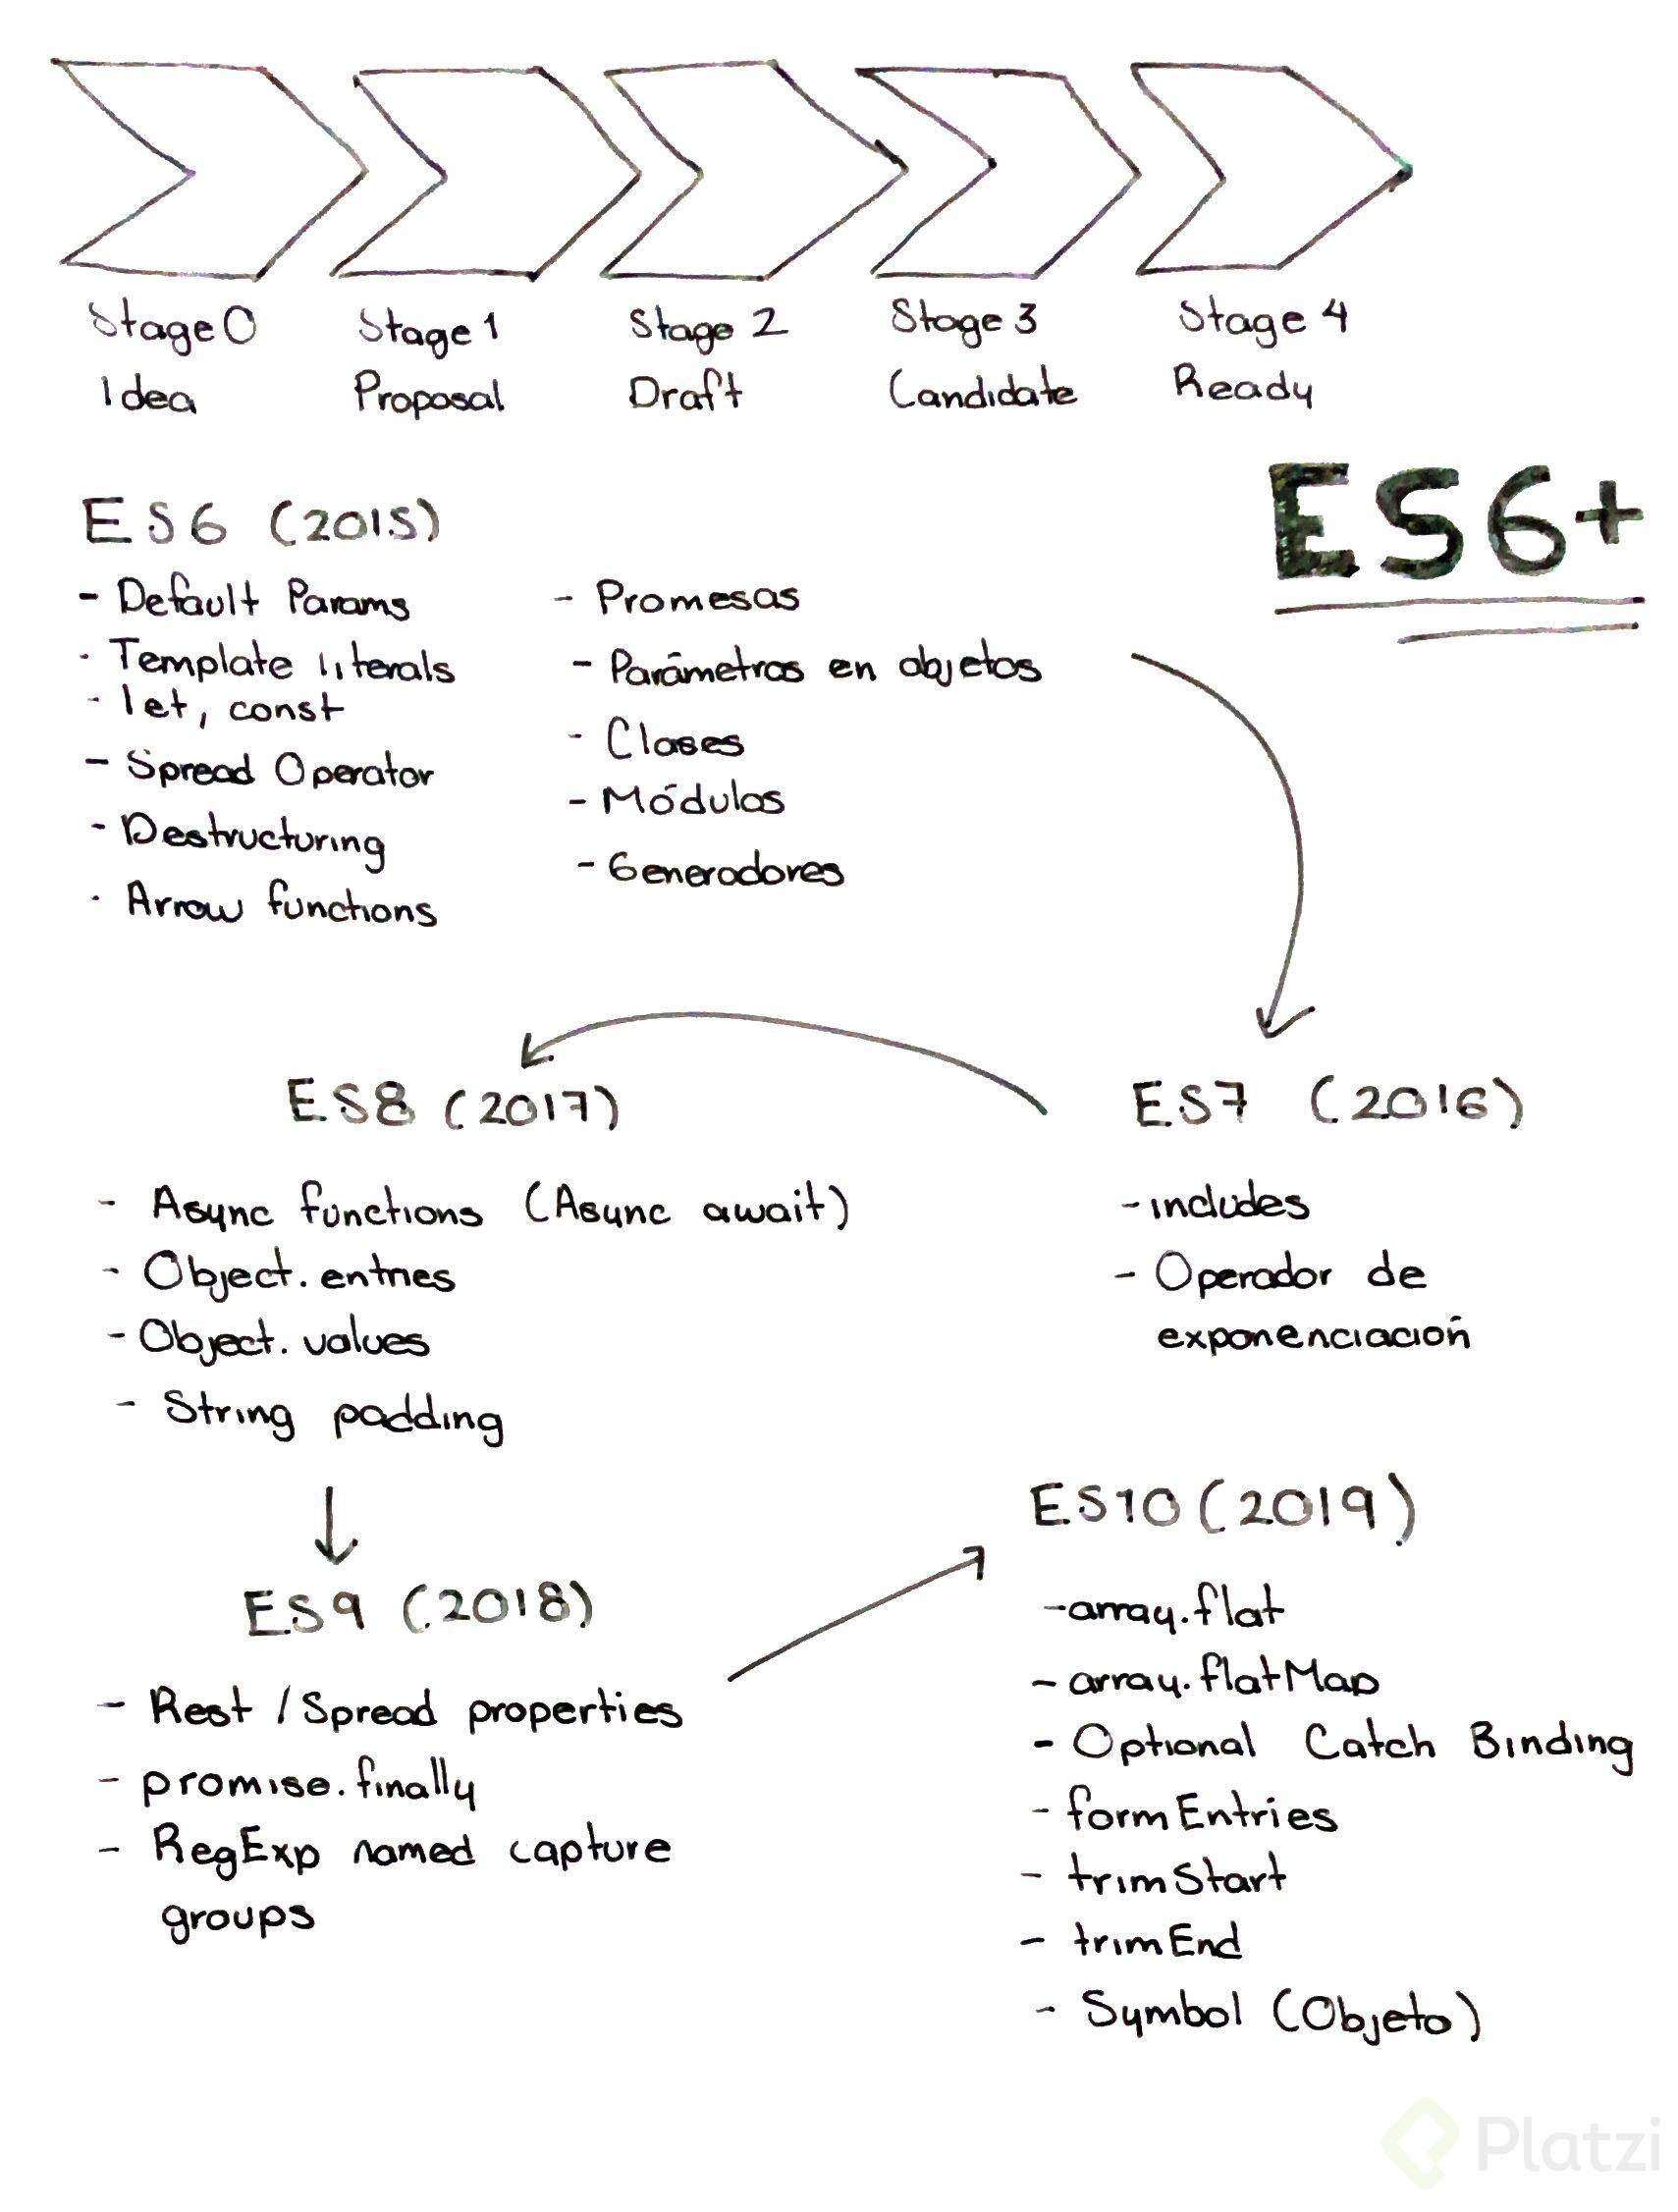 Stage 0
Idea
Stage 1
Proposal
Stage 2
Draft
Stage 3
Candidate
Stage 4
Ready
ES6+
ES6 (2015)
- Default Params
- Template literals
- let, const
- Spread Operator
- Destructuring
- Arrow functions
- Promesas
- Parámetros en objetos
- Clases
- Módulos
- Generadores
ES7 (2016)
- includes
- Operador de
exponenciación
ES8 (2017)
- Async functions (Async await)
- Object.entries
- Object.values
- String padding
ES9 (2018)
- Rest / Spread properties
- promise.finally
- RegExp named capture
groups
ES10 (2019)
- array.flat
- array.flatMap
- Optional Catch Binding
- formEntries
- trimStart
- trimEnd
- Symbol (Objeto)
Platzi